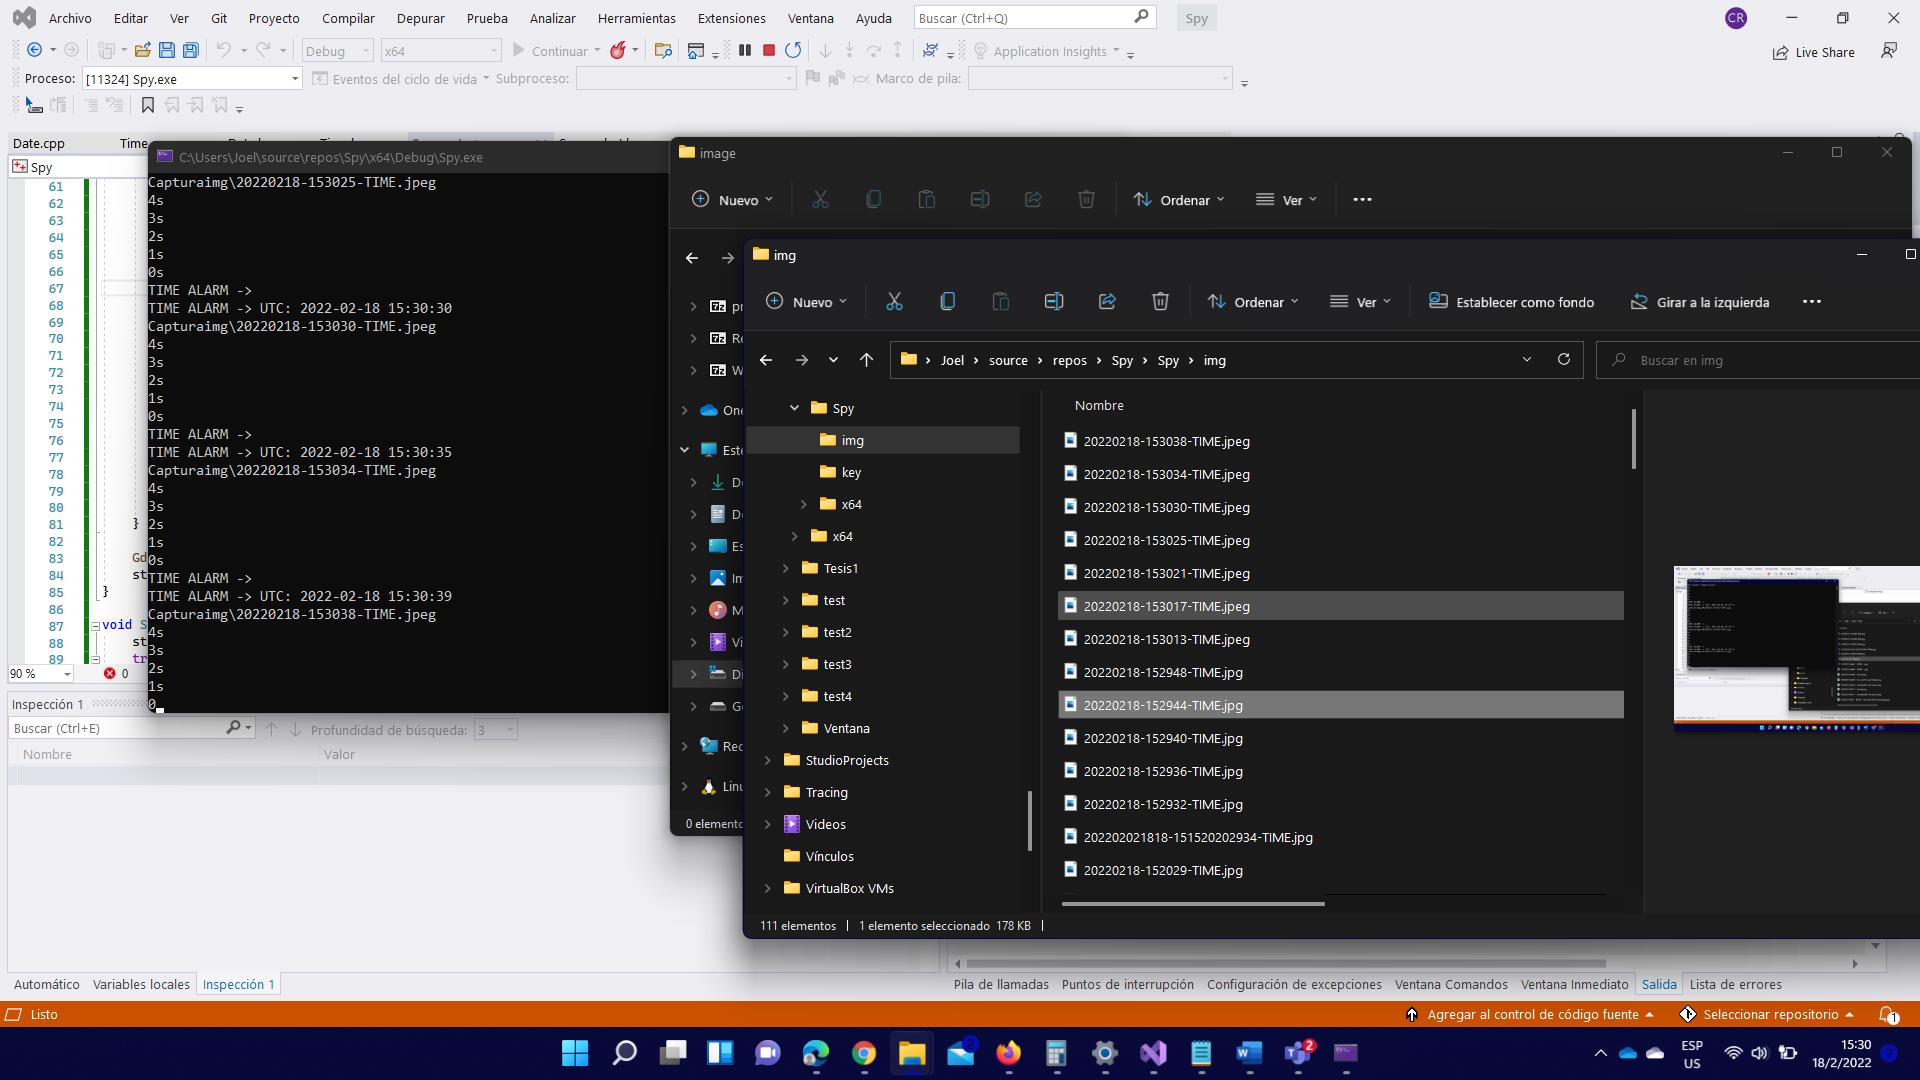 Archivo Editar Ver Git Proyecto Compilar Depurar Prueba Analizar Herramientas Extensiones Ventana Ayuda Buscar (Ctrl+Q) Spy CR
Debug x64 Continuar Application Insights Live Share
Proceso: [11324] Spy.exe Eventos del ciclo de vida Subproceso: Marco de pila:
Date.cpp
Spy
61
62
63
64
65
66
67
68
69
70
71
72
73
74
75
76
77
78
79
80
81 }
82
83 Gd
84 st
85 }
86
87 void S
88 st
89 tr
90 % 0
C:\Users\Joel\source\repos\Spy\x64\Debug\Spy.exe
Capturaimg\20220218-153025-TIME.jpeg
4s
3s
2s
1s
0s
TIME ALARM ->
TIME ALARM -> UTC: 2022-02-18 15:30:30
Capturaimg\20220218-153030-TIME.jpeg
4s
3s
2s
1s
0s
TIME ALARM ->
TIME ALARM -> UTC: 2022-02-18 15:30:35
Capturaimg\20220218-153034-TIME.jpeg
4s
3s
2s
1s
0s
TIME ALARM ->
TIME ALARM -> UTC: 2022-02-18 15:30:39
Capturaimg\20220218-153038-TIME.jpeg
4s
3s
2s
1s
0
image
Nuevo Ordenar Ver
0 elemento
img
Nuevo Ordenar Ver Establecer como fondo Girar a la izquierda
Joel source repos Spy Spy img
Buscar en img
Spy
img
key
x64
x64
Tesis1
test
test2
test3
test4
Ventana
StudioProjects
Tracing
Videos
Vínculos
VirtualBox VMs
Nombre
20220218-153038-TIME.jpeg
20220218-153034-TIME.jpeg
20220218-153030-TIME.jpeg
20220218-153025-TIME.jpeg
20220218-153021-TIME.jpeg
20220218-153017-TIME.jpeg
20220218-153013-TIME.jpeg
20220218-152948-TIME.jpg
20220218-152944-TIME.jpg
20220218-152940-TIME.jpg
20220218-152936-TIME.jpg
20220218-152932-TIME.jpg
202202021818-151520202934-TIME.jpg
20220218-152029-TIME.jpg
111 elementos 1 elemento seleccionado 178 KB
Inspección 1
Buscar (Ctrl+E) Profundidad de búsqueda: 3
Nombre Valor
Automático Variables locales Inspección 1
Pila de llamadas Puntos de interrupción Configuración de excepciones Ventana Comandos Ventana Inmediato Salida Lista de errores
Listo Agregar al control de código fuente Seleccionar repositorio 1
ESP
US
15:30
18/2/2022